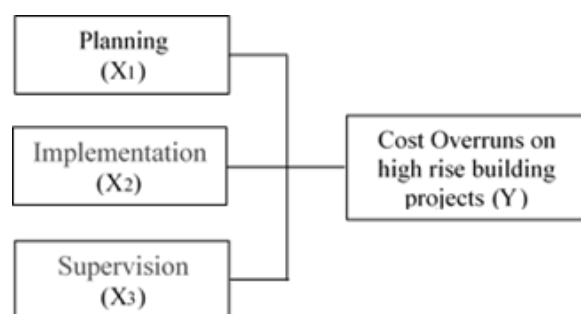 Planning
(X1)
Implementation
(X2)
Supervision
(X3)
Cost Overruns on
high rise building
projects (Y)